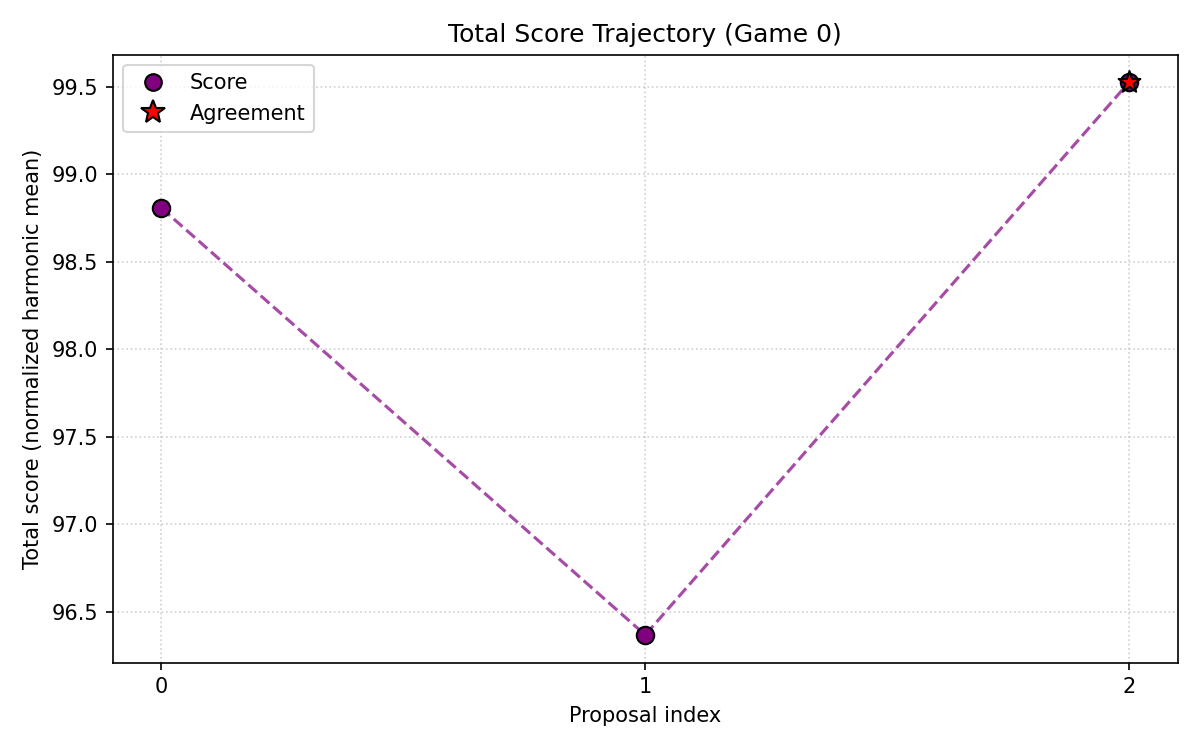 Total Score Trajectory (Game 0)
Score
Agreement
Total score (normalized harmonic mean)
99.5
99.0
98.5
98.0
97.5
97.0
96.5
0
1
2
Proposal index